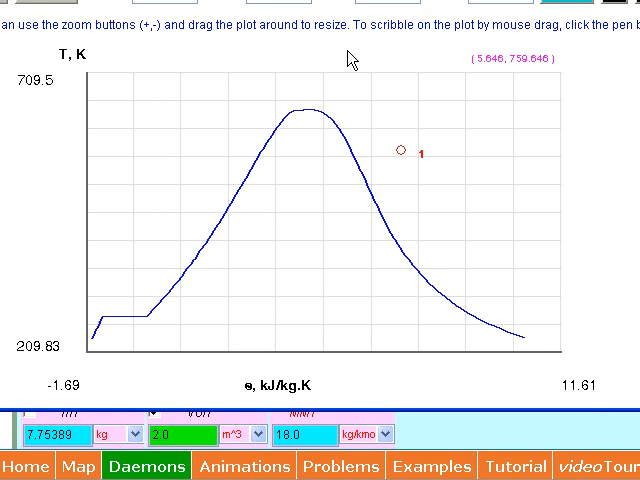 an use the zoom buttons (+,-) and drag the plot around to resize. To scribble on the plot by mouse drag, click the pen b
T, K
( 5.646, 759.646 )
709.5
1
209.83
-1.69
s, kJ/kg.K
11.61
7.75389 kg 2.0 m^3 18.0 kg/kmo
Home Map Daemons Animations Problems Examples Tutorial videoTour